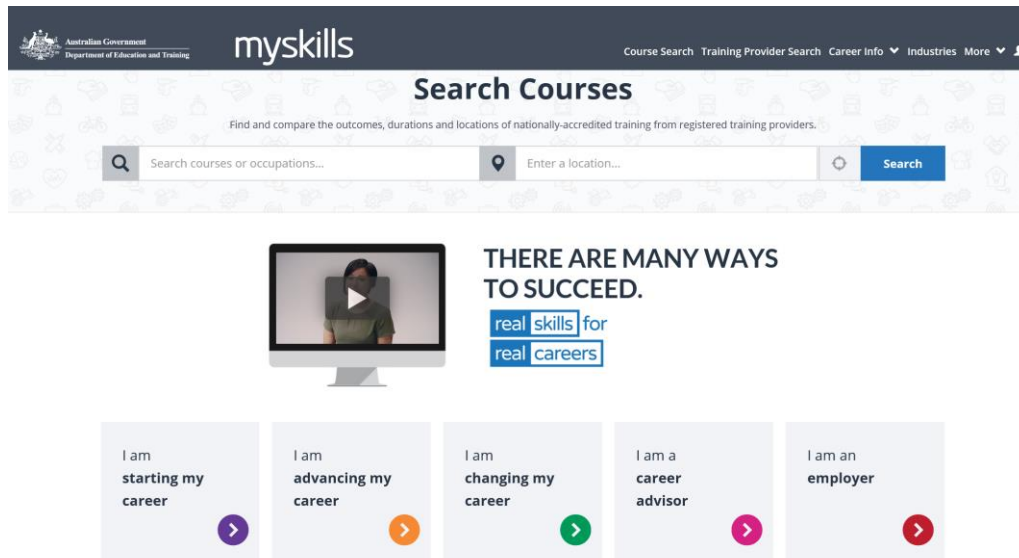 Australian Government
Department of Education and Training
myskills
Course Search Training Provider Search Career Info Industries More
Search Courses
Find and compare the outcomes, durations and locations of nationally-accredited training from registered training providers.
Search courses or occupations...
Enter a location...
Search
THERE ARE MANY WAYS
TO SUCCEED.
real skills for
real careers
I am
starting my
career
I am
advancing my
career
I am
changing my
career
I am a
career
advisor
I am an
employer